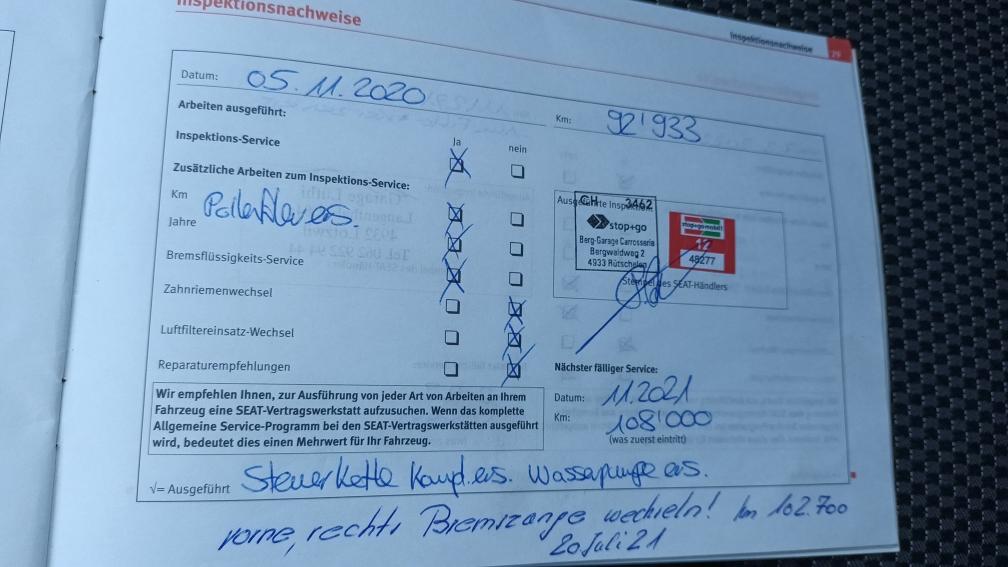 Inspektionsnachweise
Inspektionsnachweise 29
Datum: 05.11.2020
Km: 92'933
Arbeiten ausgeführt:
Ja nein
Inspektions-Service
Zusätzliche Arbeiten zum Inspektions-Service:
Km
Jahre
Bremsflüssigkeits-Service
Zahnriemenwechsel
Luftfiltereinsatz-Wechsel
Reparaturempfehlungen
Ausgeführte Inspektion
CH 3462
stop+go
Berg-Garage Carrosserie
Bergwaldweg 2
4933 Rütschelen
stop+go
12
48277
Stempel des SEAT-Händlers
Wir empfehlen Ihnen, zur Ausführung von jeder Art von Arbeiten an Ihrem
Fahrzeug eine SEAT-Vertragswerkstatt aufzusuchen. Wenn das komplette
Allgemeine Service-Programm bei den SEAT-Vertragswerkstätten ausgeführt
wird, bedeutet dies einen Mehrwert für Ihr Fahrzeug.
Nächster fälliger Service:
Datum: 11.2021
Km: 108'000
(was zuerst eintritt)
√= Ausgeführt
Steuerkette Kompl. ers. Wasserpumpe ers.
vorne, rechts Bremszange wechseln! km 102.700
20 Juli 21